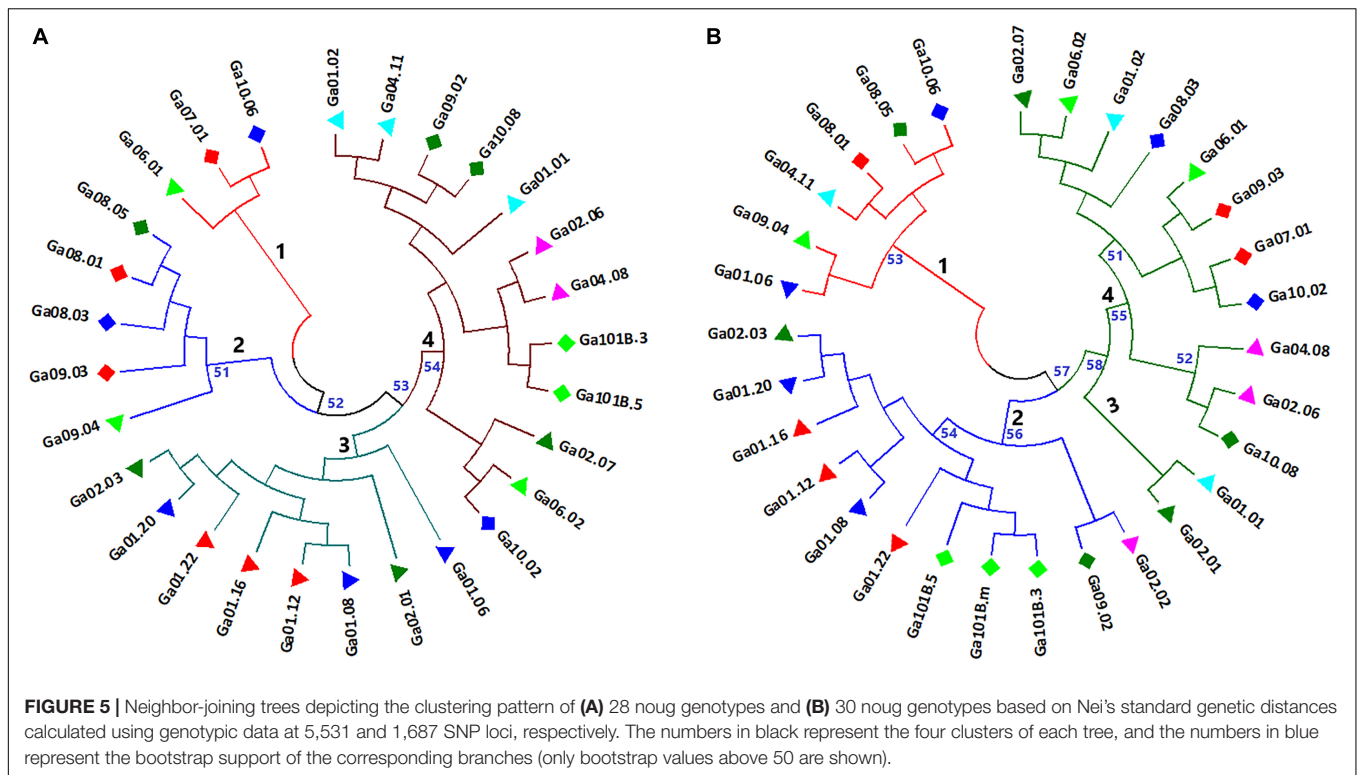 A
B
Ga10.06
Ga07.01
Ga06.01
Ga08.05
Ga08.01
Ga08.03
Ga09.03
Ga09.04
Ga02.03
Ga01.20
Ga01.22
Ga01.16
Ga01.12
Ga01.08
Ga02.01
Ga01.06
Ga10.02
Ga06.02
Ga02.07
Ga101B.5
Ga101B.3
Ga04.08
Ga02.06
Ga01.01
Ga10.08
Ga09.02
Ga04.11
Ga01.02
1
2
51
52
3
53
4
54
Ga10.06
Ga08.05
Ga08.01
Ga04.11
Ga09.04
Ga01.06
Ga02.03
Ga01.20
Ga01.16
Ga01.12
Ga01.08
Ga01.22
Ga101B.5
Ga101B.m
Ga101B.3
Ga09.02
Ga02.02
Ga02.01
Ga01.01
Ga10.08
Ga02.06
Ga04.08
Ga10.02
Ga07.01
Ga09.03
Ga06.01
Ga08.03
Ga01.02
Ga06.02
Ga02.07
1
53
2
56
54
57
58
3
4
55
51
52
FIGURE 5 | Neighbor-joining trees depicting the clustering pattern of (A) 28 noug genotypes and (B) 30 noug genotypes based on Nei's standard genetic distances
calculated using genotypic data at 5,531 and 1,687 SNP loci, respectively. The numbers in black represent the four clusters of each tree, and the numbers in blue
represent the bootstrap support of the corresponding branches (only bootstrap values above 50 are shown).